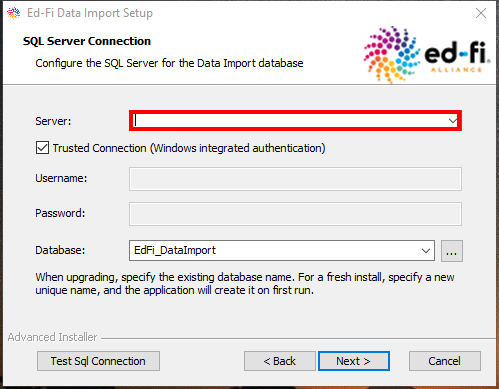 Ed-Fi Data Import Setup
SQL Server Connection
Configure the SQL Server for the Data Import database
ed-fi.
ALLIANCE
Server:
Trusted Connection (Windows integrated authentication)
Username:
Password:
Database: EdFi_DataImport ...
When upgrading, specify the existing database name. For a fresh install, specify a new
unique name, and the application will create it on first run.
Advanced Installer
Test Sql Connection < Back Next > Cancel